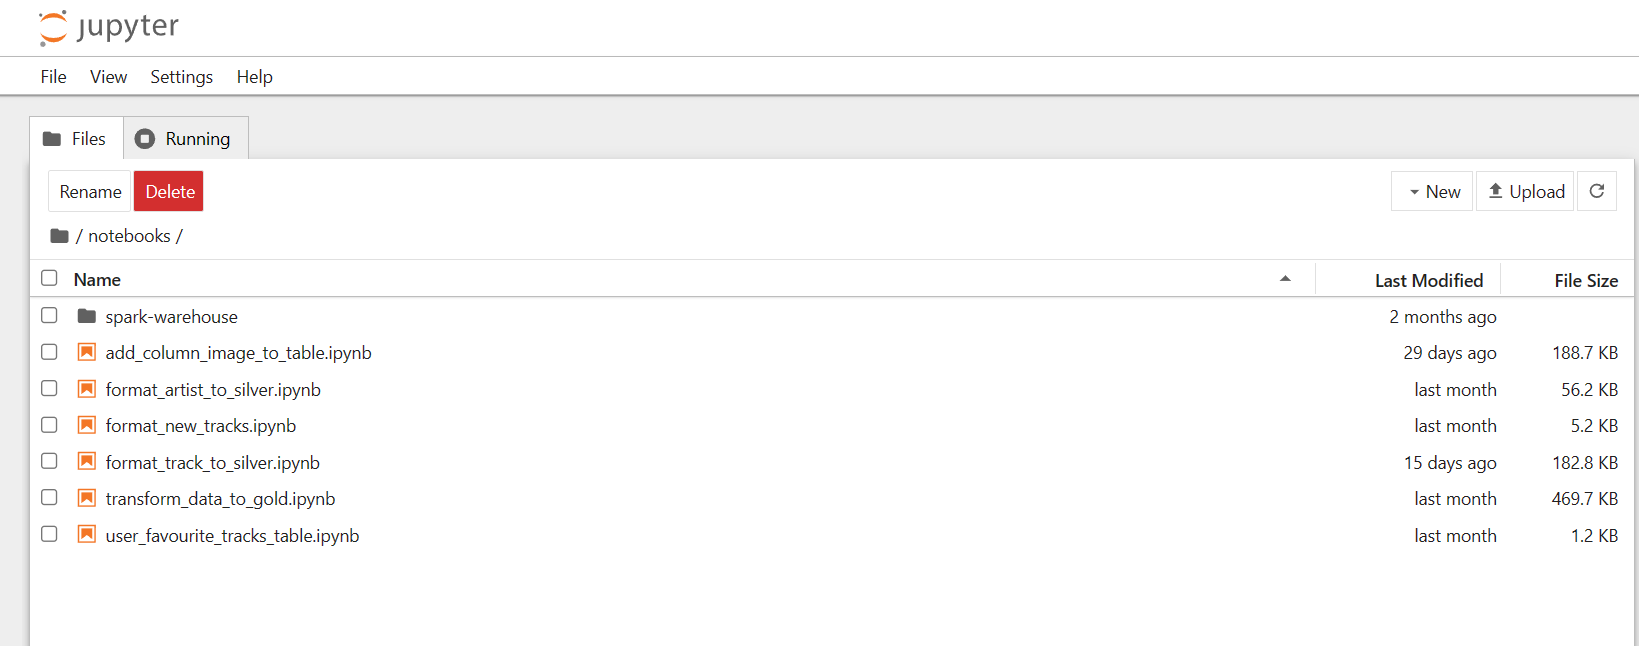 jupyter
File View Settings Help
Files Running
Rename Delete New Upload
/ notebooks /
Name Last Modified File Size
spark-warehouse 2 months ago
add_column_image_to_table.ipynb 29 days ago 188.7 KB
format_artist_to_silver.ipynb last month 56.2 KB
format_new_tracks.ipynb last month 5.2 KB
format_track_to_silver.ipynb 15 days ago 182.8 KB
transform_data_to_gold.ipynb last month 469.7 KB
user_favourite_tracks_table.ipynb last month 1.2 KB